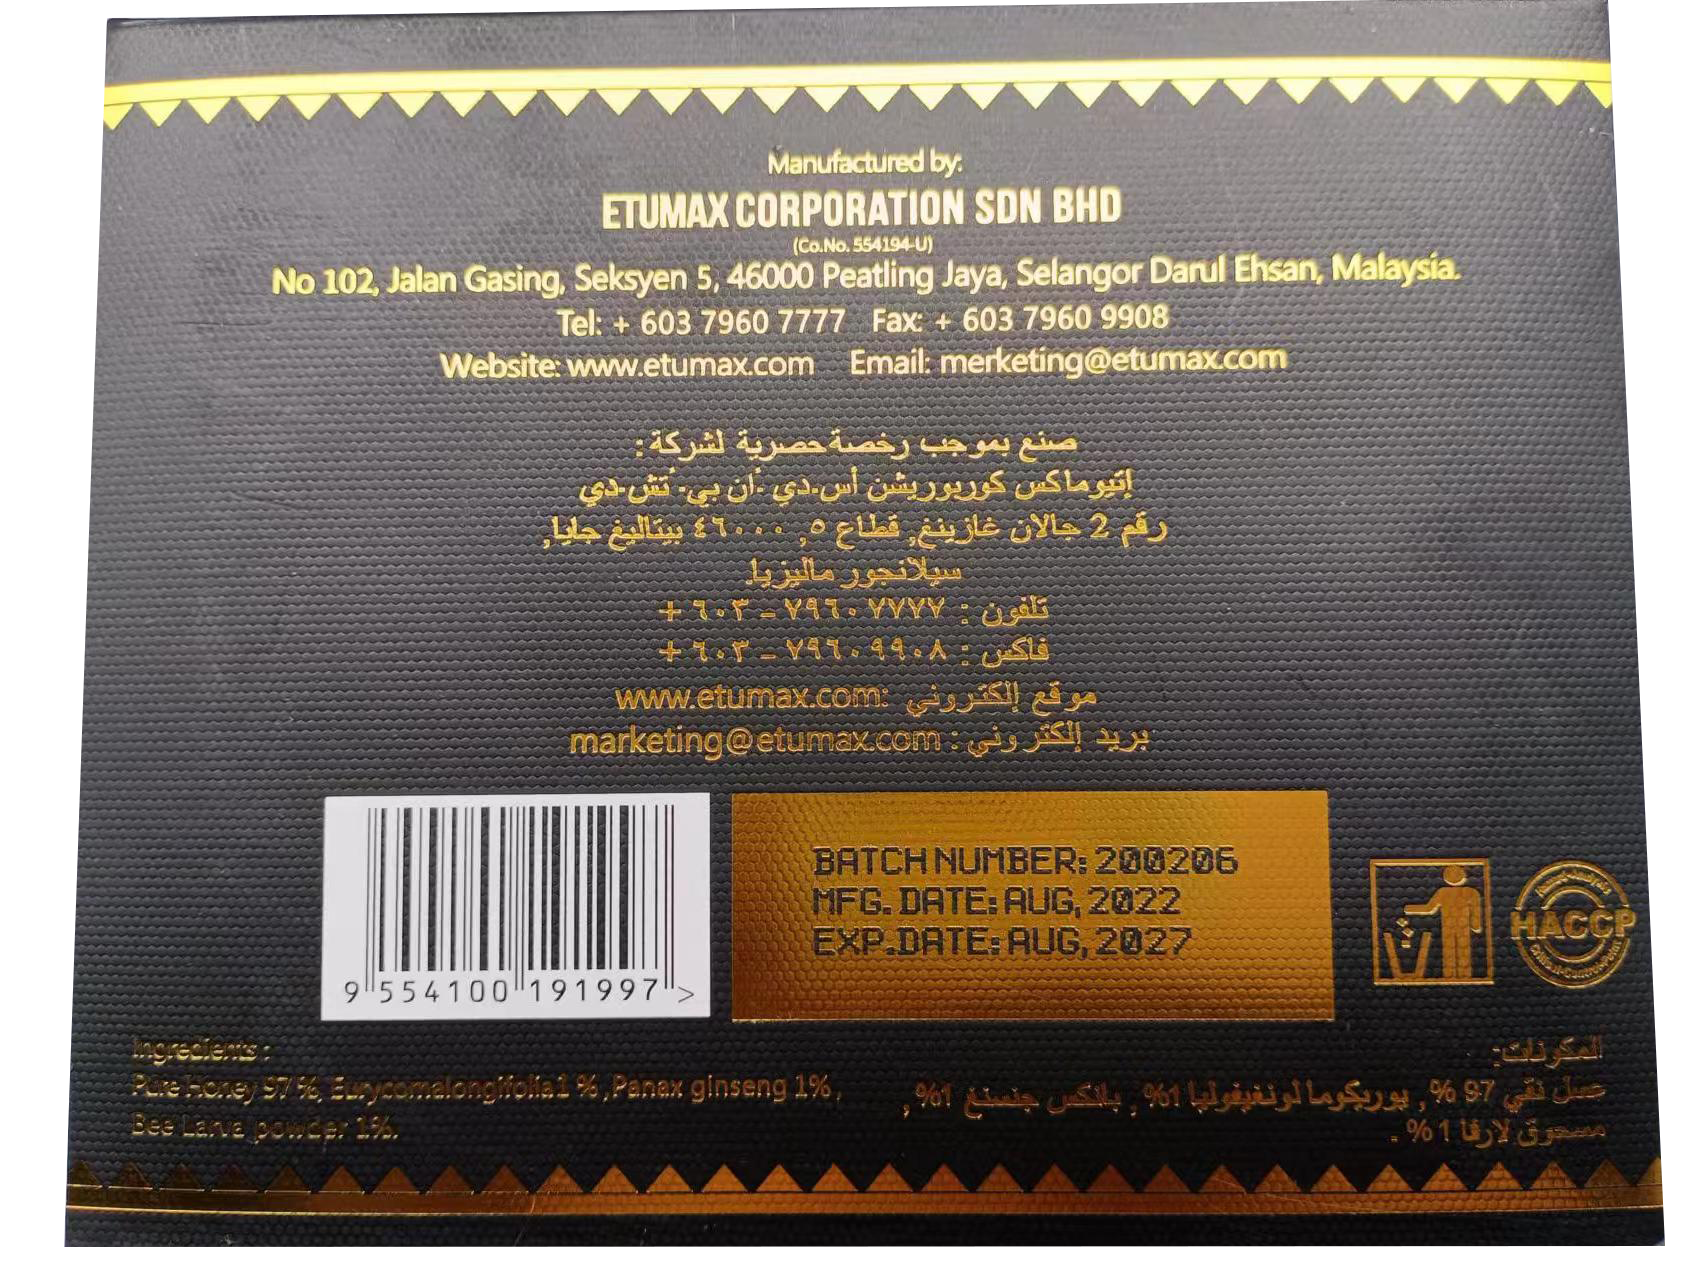 Manufactured by:
ETUMAX CORPORATION SDN BHD
(Co.No. 554194-U)
No 102, Jalan Gasing, Seksyen 5, 46000 Peatling Jaya, Selangor Darul Ehsan, Malaysia.
Tel: + 603 7960 7777 Fax: + 603 7960 9908
Website: www.etumax.com Email: merketing@etumax.com
صنع بموجب رخصة حصرية لشركة :
إتيوماكس كوربوريشن أس.دي .أن بي. تش.دي
رقم 2 جالان غازينغ, قطاع ٥, ٤٦٠٠٠ بيتاليغ جايا,
سيلانجور ماليزيا.
تلفون : ٧٩٦٠ ٧٧٧٧ – ٦٠٣ +
فاكس : ٧٩٦٠ ٩٩٠٨ – ٦٠٣ +
موقع إلكتروني :www.etumax.com
بريد إلكتروني : marketing@etumax.com
BATCH NUMBER: 200206
MFG. DATE: AUG, 2022
EXP.DATE: AUG, 2027
9 554100 191997 >
HACCP
Ingredients :
Pure Honey 97 %, Eurycomalongifolia1 % ,Panax ginseng 1%,
Bee Larva powder 1%.
المكونات:
عسل نقي 97 %, يوريكوما لونغيفوليا 1%, بانكس جنسنغ 1%,
مسحوق لارفا 1 % .